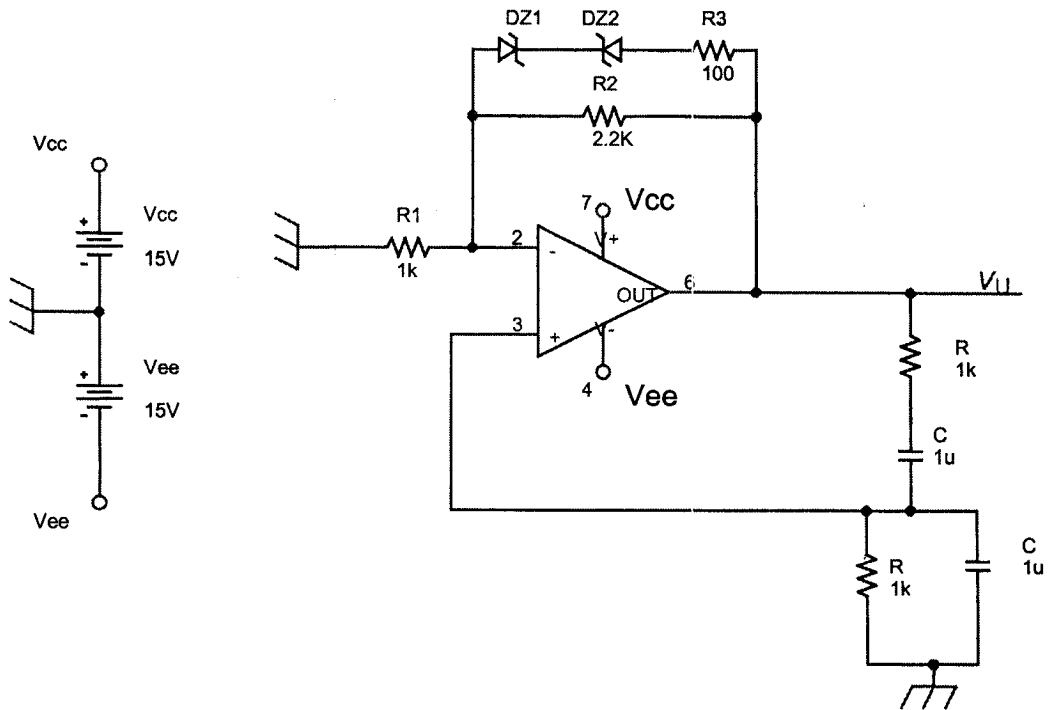 DZ1
DZ2
R3
100
R2
2.2K
Vcc
Vcc
15V
R1
1k
7
Vcc
2
-
V+
OUT
6
VU
3
+
V-
4
Vee
+
-
+
-
Vee
15V
Vee
R
1k
C
1u
R
1k
C
1u